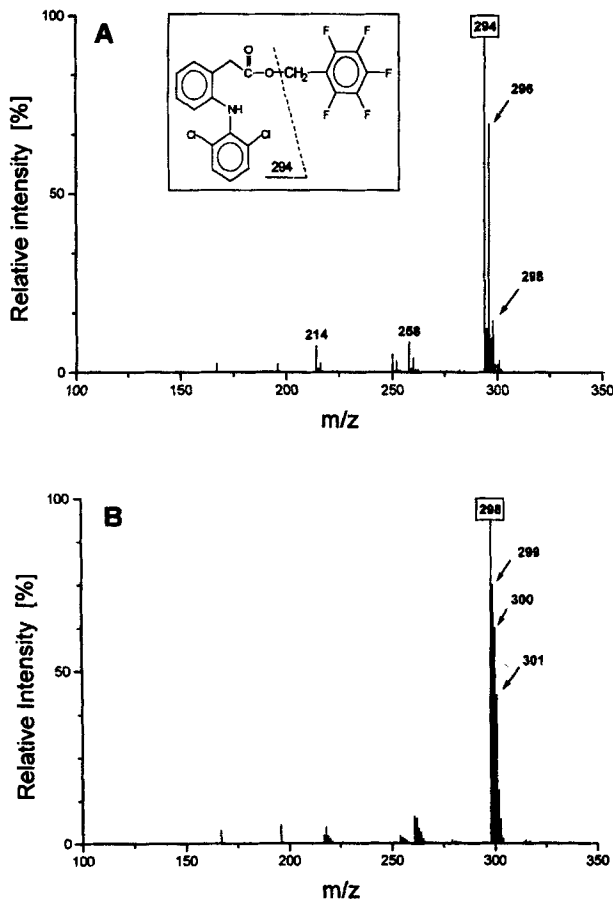 A
Relative intensity [%]
100
50
0
O
O
CH₂
F
F
F
F
F
NH
Cl
Cl
294
294
296
298
214
258
100
150
200
250
300
350
m/z
B
Relative Intensity [%]
100
50
0
298
299
300
301
100
150
200
250
300
350
m/z